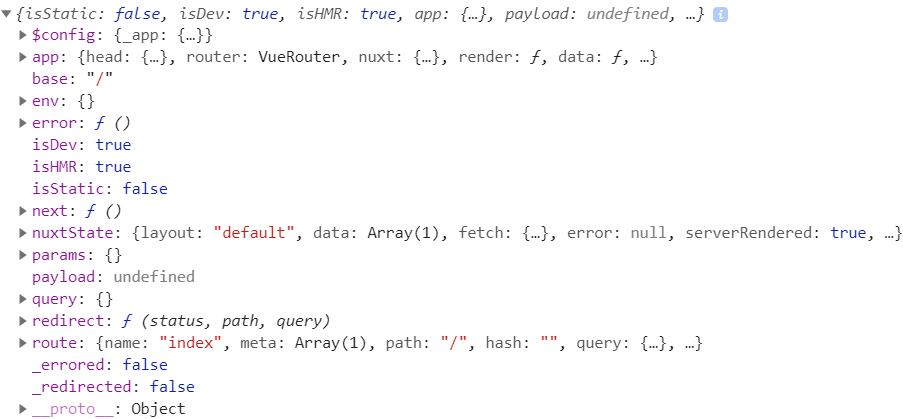 ▼{isStatic: false, isDev: true, isHMR: true, app: {…}, payload: undefined, …} i
▶$config: {_app: {…}}
▶app: {head: {…}, router: VueRouter, nuxt: {…}, render: ƒ, data: ƒ, …}
base: "/"
▶env: {}
▶error: ƒ ()
isDev: true
isHMR: true
isStatic: false
▶next: ƒ ()
▶nuxtState: {layout: "default", data: Array(1), fetch: {…}, error: null, serverRendered: true, …}
▶params: {}
payload: undefined
▶query: {}
▶redirect: ƒ (status, path, query)
▶route: {name: "index", meta: Array(1), path: "/", hash: "", query: {…}, …}
_errored: false
_redirected: false
▶__proto__: Object